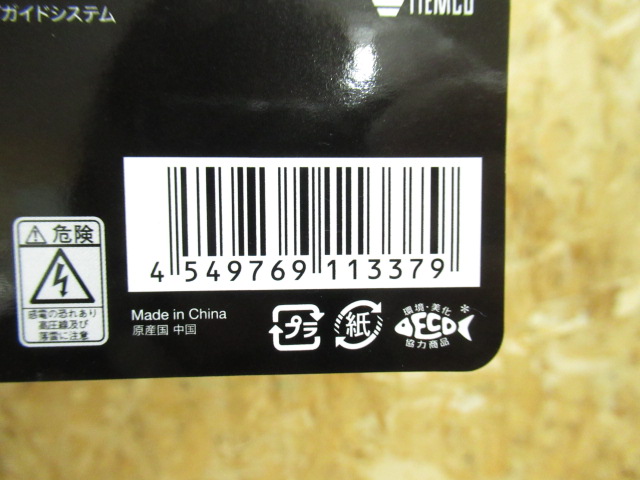 ガイドシステム
ITEMCO
4 549769 113379
危険
感電の恐れあり
高圧線及び
落雷に注意
Made in China
原産国 中国
プラ
紙
環境・美化
ECO
協力商品